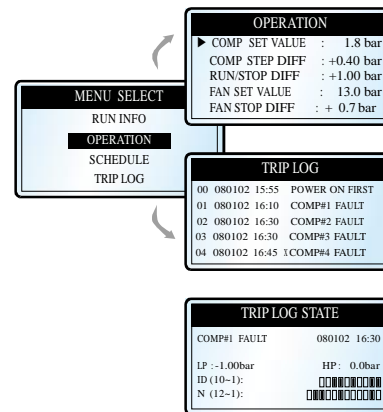 OPERATION
▶ COMP SET VALUE : 1.8 bar
COMP STEP DIFF : +0.40 bar
RUN/STOP DIFF : +1.00 bar
FAN SET VALUE : 13.0 bar
FAN STOP DIFF : + 0.7 bar
MENU SELECT
RUN INFO
OPERATION
SCHEDULE
TRIP LOG
TRIP LOG
00 080102 15:55 POWER ON FIRST
01 080102 16:10 COMP#1 FAULT
02 080102 16:30 COMP#2 FAULT
03 080102 16:30 COMP#3 FAULT
04 080102 16:45 COMP#4 FAULT
TRIP LOG STATE
COMP#1 FAULT 080102 16:30
LP :-1.00bar HP: 0.0bar
ID (10~1):
N (12~1):